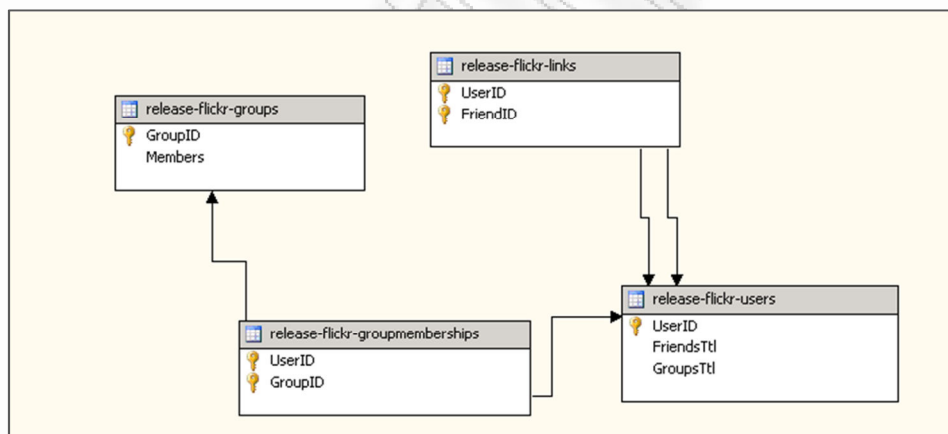 release-flickr-links
UserID
FriendID
release-flickr-groups
GroupID
Members
release-flickr-users
UserID
FriendsTtl
GroupsTtl
release-flickr-groupmemberships
UserID
GroupID